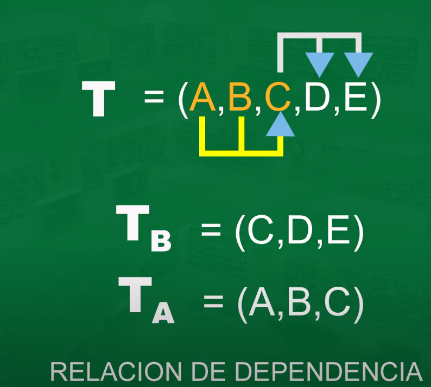 T = (A,B,C,D,E)
TB = (C,D,E)
TA = (A,B,C)
RELACION DE DEPENDENCIA